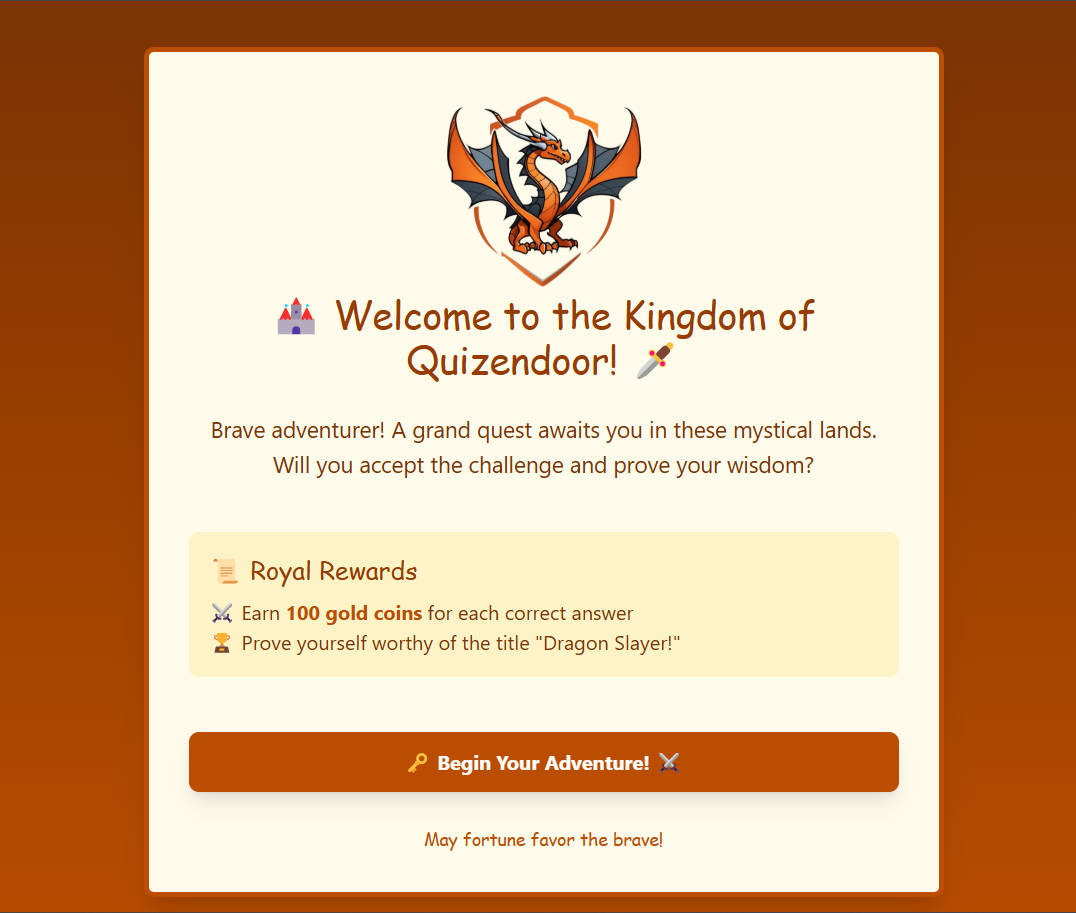 🏰 Welcome to the Kingdom of
Quizendoor! 🗡️
Brave adventurer! A grand quest awaits you in these mystical lands.
Will you accept the challenge and prove your wisdom?
📜 Royal Rewards
⚔️ Earn 100 gold coins for each correct answer
🏆 Prove yourself worthy of the title "Dragon Slayer!"
🔑 Begin Your Adventure! ⚔️
May fortune favor the brave!